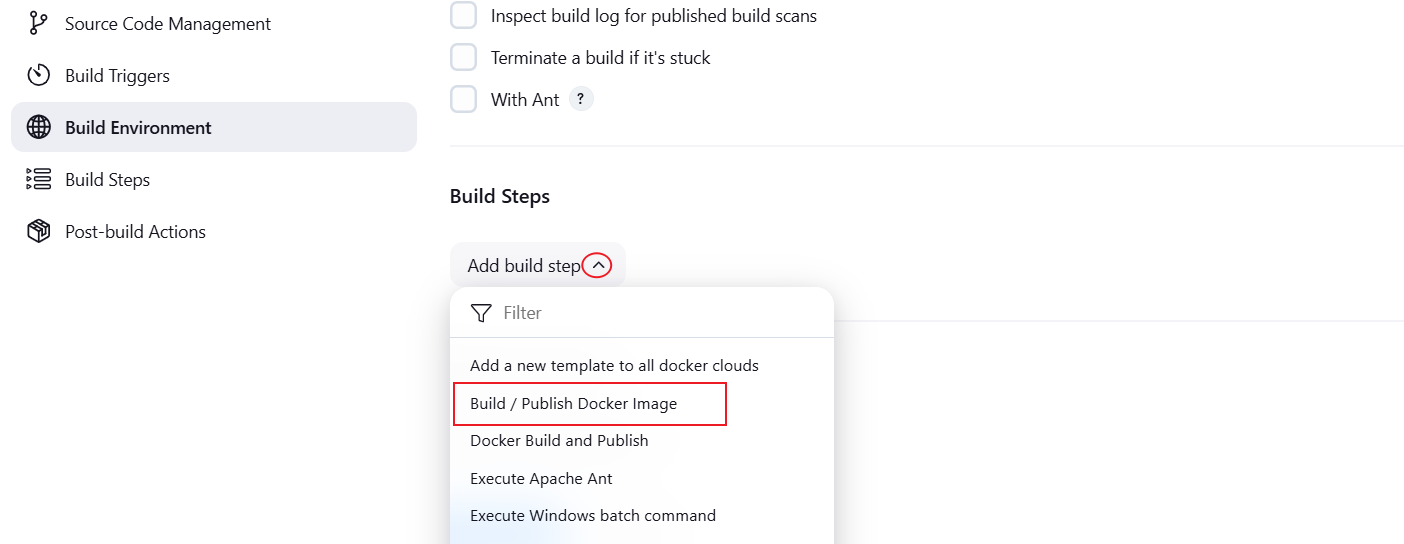 Source Code Management
Build Triggers
Build Environment
Build Steps
Post-build Actions
Inspect build log for published build scans
Terminate a build if it's stuck
With Ant ?
Build Steps
Add build step
Filter
Add a new template to all docker clouds
Build / Publish Docker Image
Docker Build and Publish
Execute Apache Ant
Execute Windows batch command